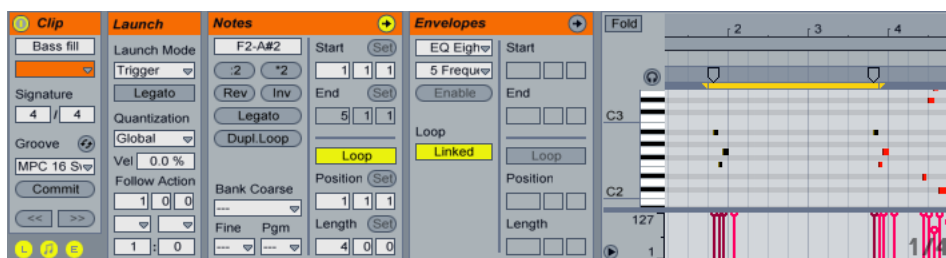 Clip
Bass fill
Signature
4 / 4
Groove
MPC 16 Sw
Commit
<< >>
L E
Launch
Launch Mode
Trigger
Legato
Quantization
Global
Vel 0.0 %
Follow Action
1 0 0
1 : 0
Notes
F2-A#2
:2 *2
Rev Inv
Legato
Dupl.Loop
Bank Coarse
---
Fine Pgm
--- ---
Start Set
1 1 1
End Set
5 1 1
Loop
Position Set
1 1 1
Length Set
4 0 0
Envelopes
EQ Eigh
5 Freque
Enable
Loop
Linked
Start
End
Loop
Position
Length
Fold
2 3 4
C3
C2
127
1
1/4